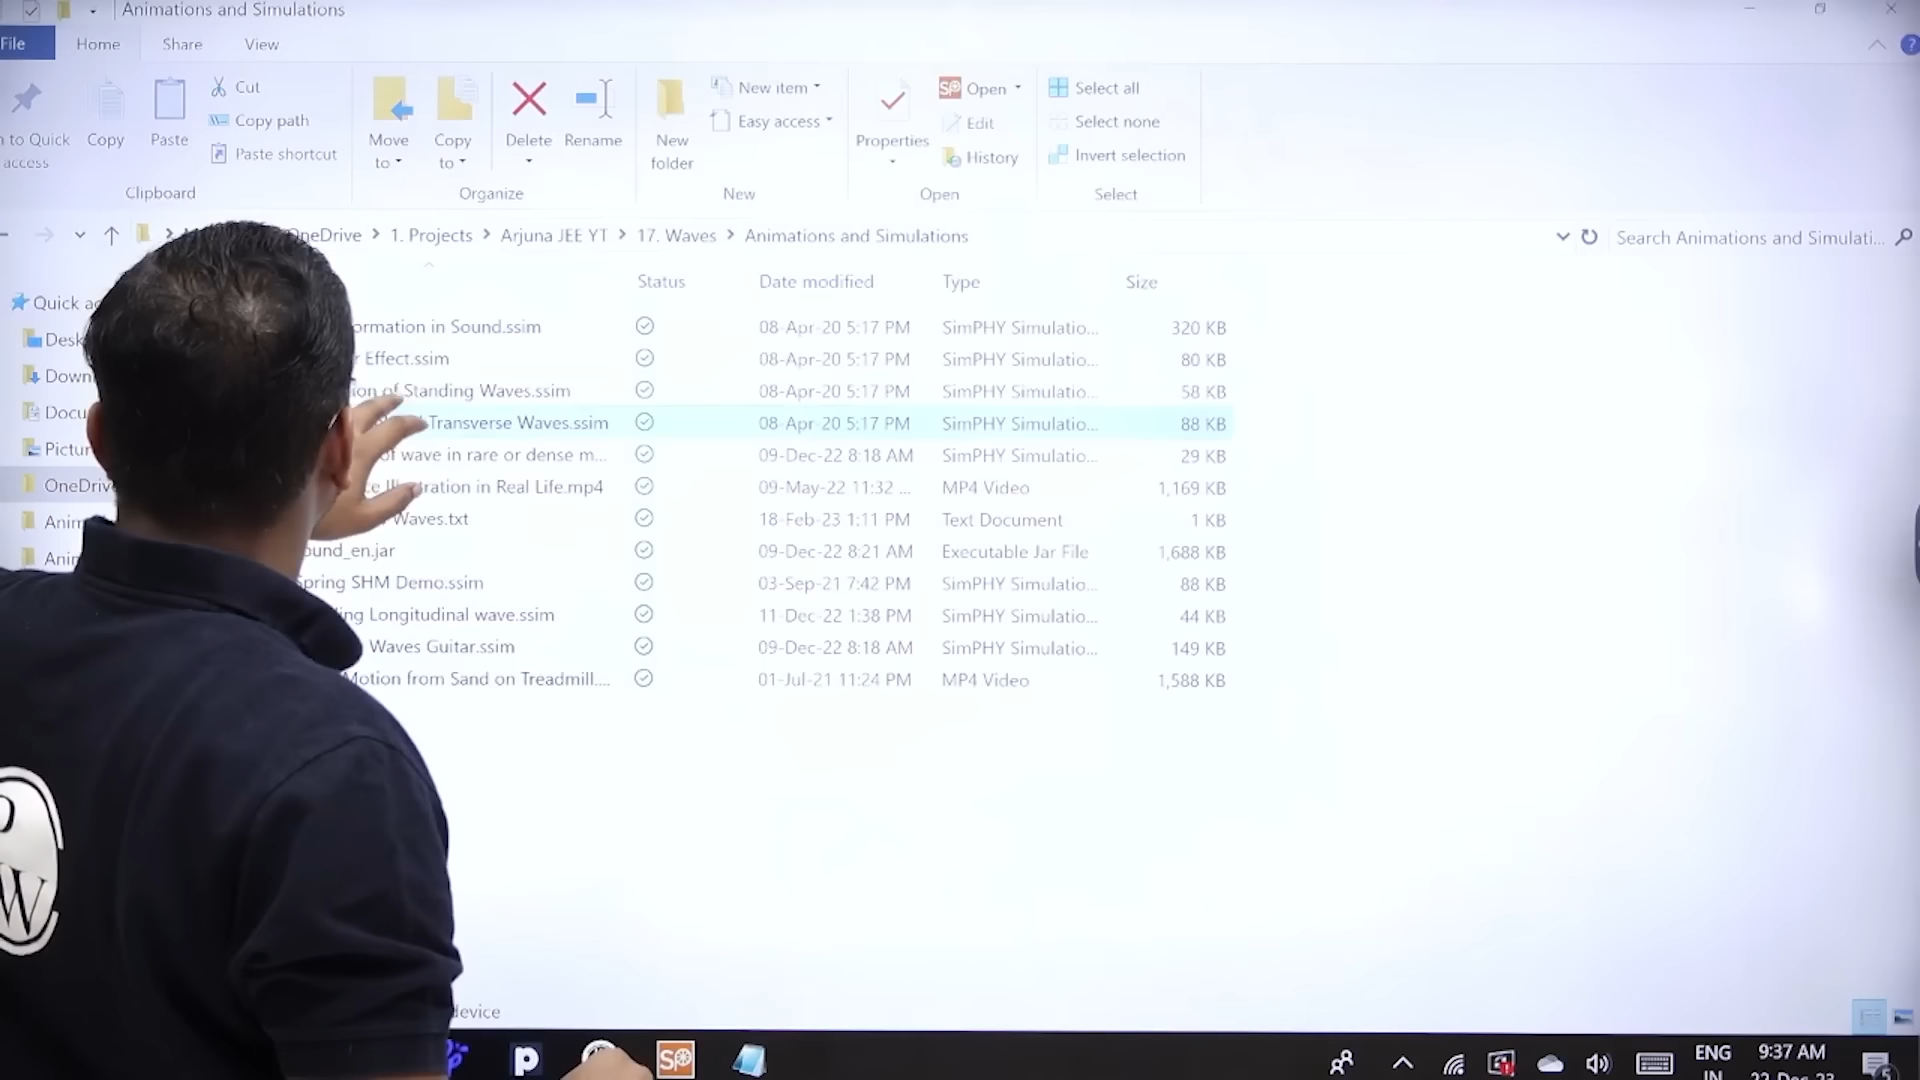 Animations and Simulations
File Home Share View
to Quick
access
Copy
Paste
Cut
Copy path
Paste shortcut
Clipboard
Move
to
Copy
to
Delete
Rename
Organize
New
folder
New item
Easy access
New
Properties
Open
Edit
History
Open
Select all
Select none
Invert selection
Select
OneDrive > 1. Projects > Arjuna JEE YT > 17. Waves > Animations and Simulations
Search Animations and Simulati...
Status Date modified Type Size
Quick
ormation in Sound.ssim 08-Apr-20 5:17 PM SimPHY Simulatio... 320 KB
Effect.ssim 08-Apr-20 5:17 PM SimPHY Simulatio... 80 KB
ion of Standing Waves.ssim 08-Apr-20 5:17 PM SimPHY Simulatio... 58 KB
Transverse Waves.ssim 08-Apr-20 5:17 PM SimPHY Simulatio... 88 KB
of wave in rare or dense m... 09-Dec-22 8:18 AM SimPHY Simulatio... 29 KB
ration in Real Life.mp4 09-May-22 11:32 ... MP4 Video 1,169 KB
Waves.txt 18-Feb-23 1:11 PM Text Document 1 KB
ound_en.jar 09-Dec-22 8:21 AM Executable Jar File 1,688 KB
Spring SHM Demo.ssim 03-Sep-21 7:42 PM SimPHY Simulatio... 88 KB
ing Longitudinal wave.ssim 11-Dec-22 1:38 PM SimPHY Simulatio... 44 KB
Waves Guitar.ssim 09-Dec-22 8:18 AM SimPHY Simulatio... 149 KB
Motion from Sand on Treadmill.... 01-Jul-21 11:24 PM MP4 Video 1,588 KB
Desk
Down
Docu
Pictur
OneDrive
Anim
Anim
device
W
p
SP
ENG
IN
9:37 AM
22-Dec-23